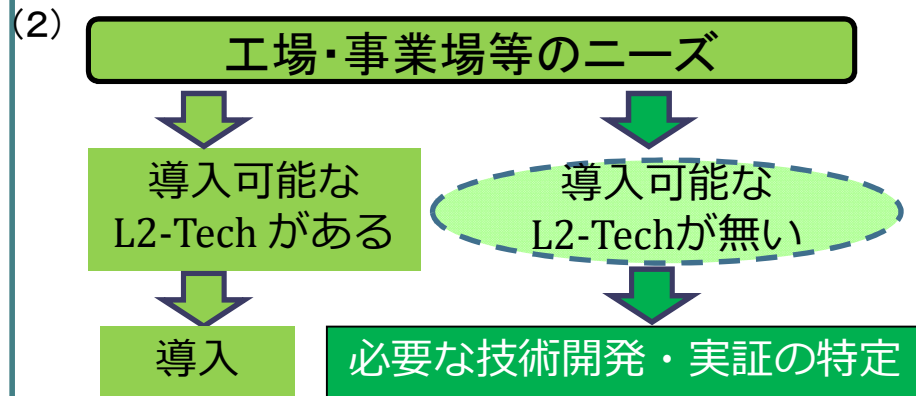 (2)
工場・事業場等のニーズ
導入可能な
L2-Tech がある
導入可能な
L2-Techが無い
導入
必要な技術開発・実証の特定